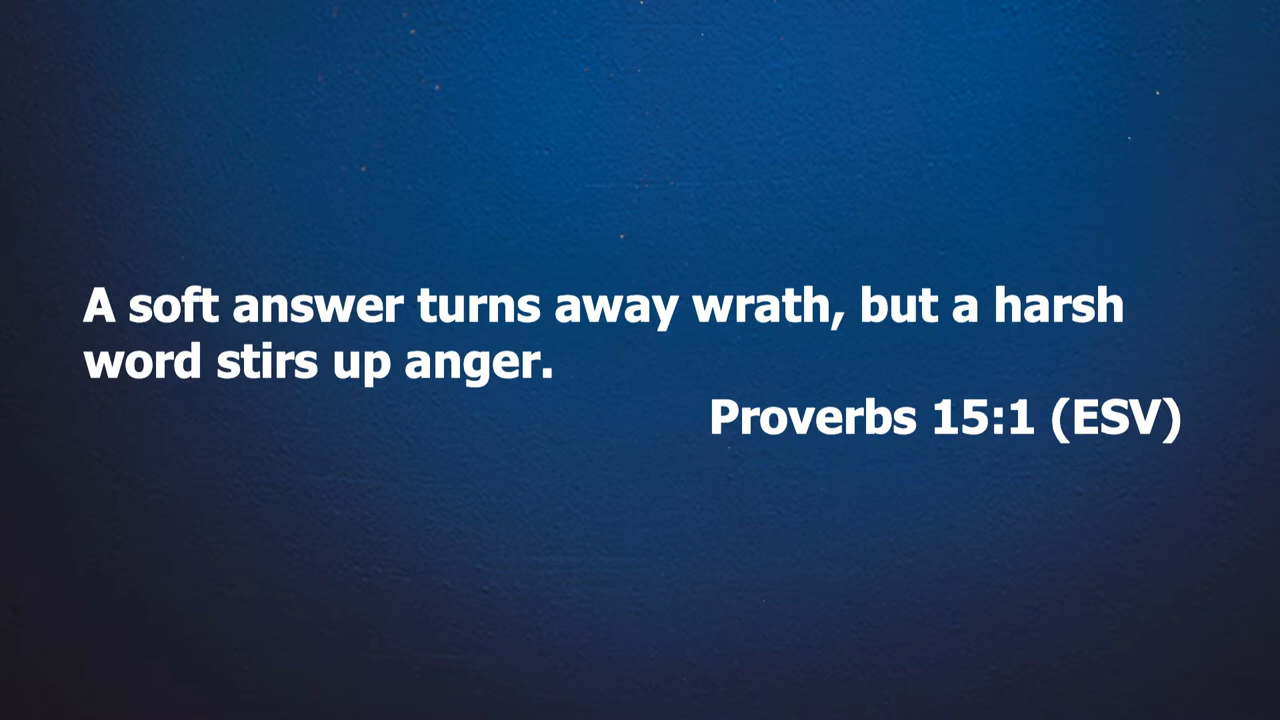 A soft answer turns away wrath, but a harsh
word stirs up anger.
Proverbs 15:1 (ESV)